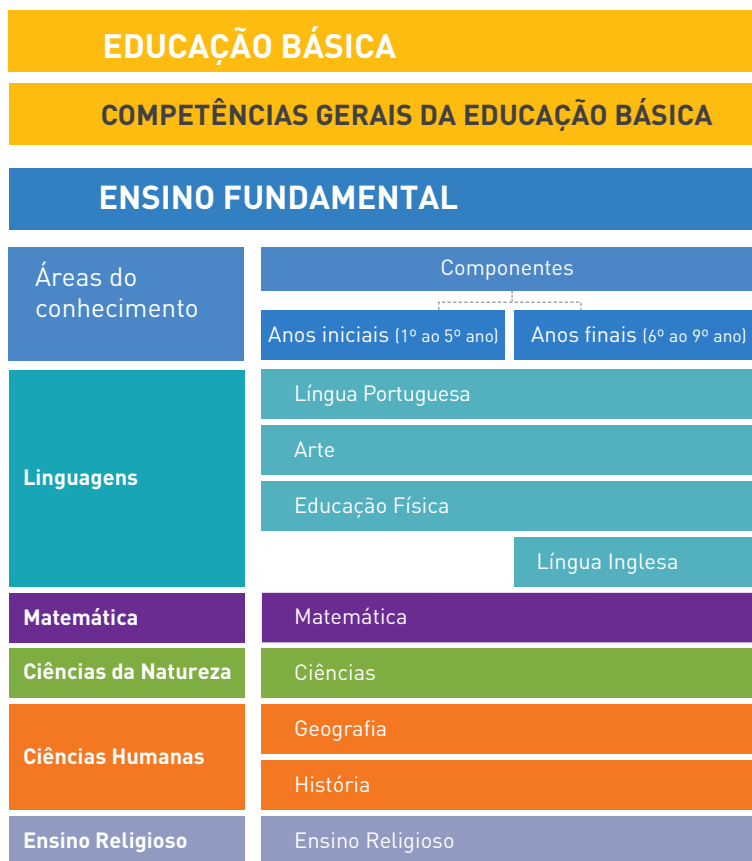 EDUCAÇÃO BÁSICA
COMPETÊNCIAS GERAIS DA EDUCAÇÃO BÁSICA
ENSINO FUNDAMENTAL
Áreas do
conhecimento
Componentes
Anos iniciais (1º ao 5º ano)
Anos finais (6º ao 9º ano)
Linguagens
Língua Portuguesa
Arte
Educação Física
Língua Inglesa
Matemática
Matemática
Ciências da Natureza
Ciências
Ciências Humanas
Geografia
História
Ensino Religioso
Ensino Religioso